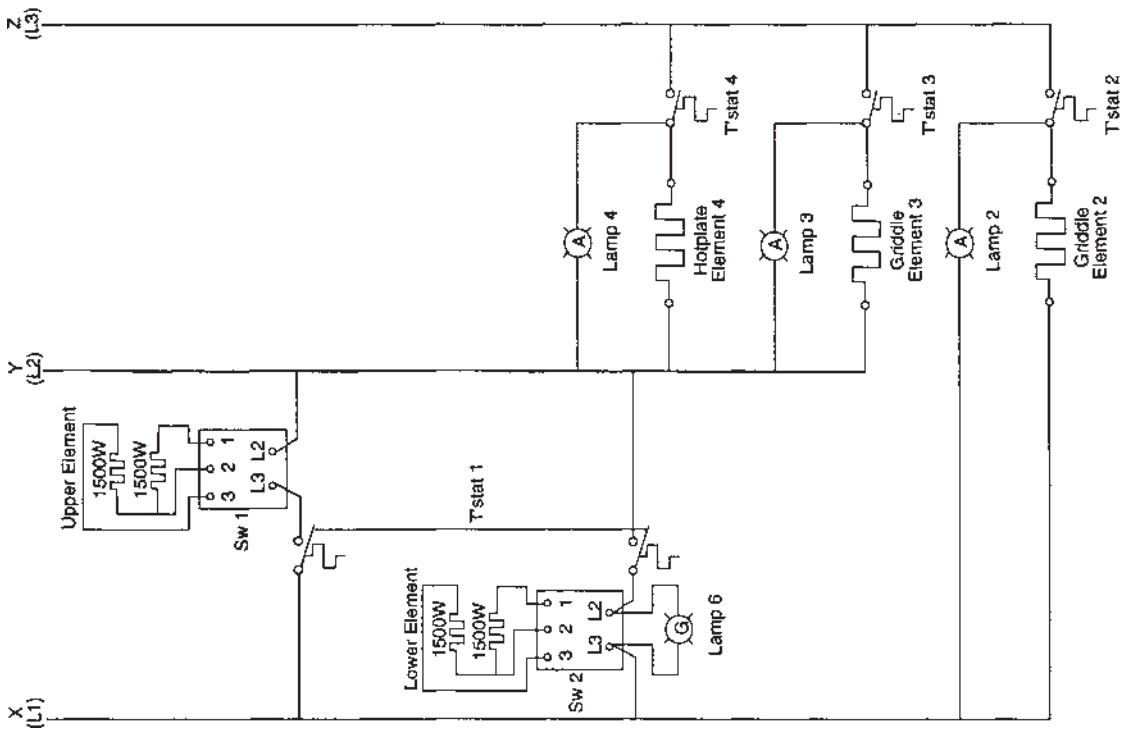 Z
(L3)
Y
(L2)
X
(L1)
T'stat 4
T'stat 3
T'stat 2
A
Lamp 4
Hotplate
Element 4
A
Lamp 3
Griddle
Element 3
A
Lamp 2
Griddle
Element 2
Upper Element
1500W
1500W
3 2 1
L3 L2
Sw 1
T'stat 1
Lower Element
1500W
1500W
3 2 1
L3 L2
Sw 2
G
Lamp 6